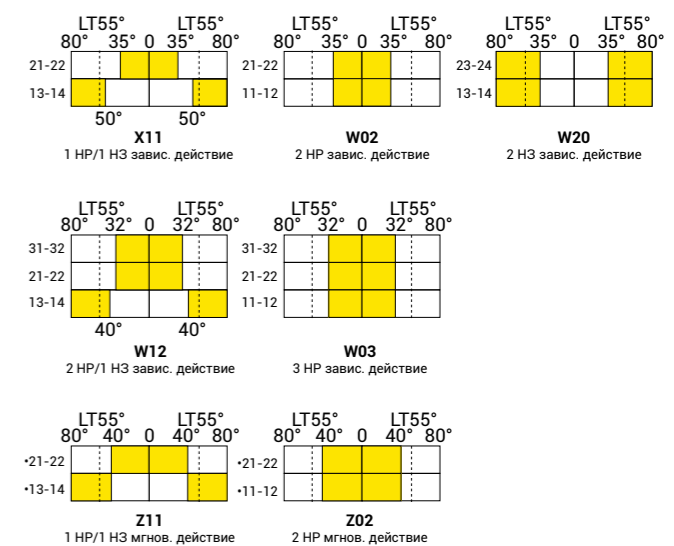 LT55° LT55°
80° 35° 0 35° 80°
21-22
13-14
50° 50°
X11
1 НР/1 НЗ завис. действие
LT55° LT55°
80° 35° 0 35° 80°
21-22
11-12
W02
2 НР завис. действие
LT55° LT55°
80° 35° 0 35° 80°
23-24
13-14
W20
2 НЗ завис. действие
LT55° LT55°
80° 32° 0 32° 80°
31-32
21-22
13-14
40° 40°
W12
2 НР/1 НЗ завис. действие
LT55° LT55°
80° 32° 0 32° 80°
31-32
21-22
11-12
W03
3 НР завис. действие
LT55° LT55°
80° 40° 0 40° 80°
•21-22
•13-14
Z11
1 НР/1 НЗ мгнов. действие
LT55° LT55°
80° 40° 0 40° 80°
•21-22
•11-12
Z02
2 НР мгнов. действие